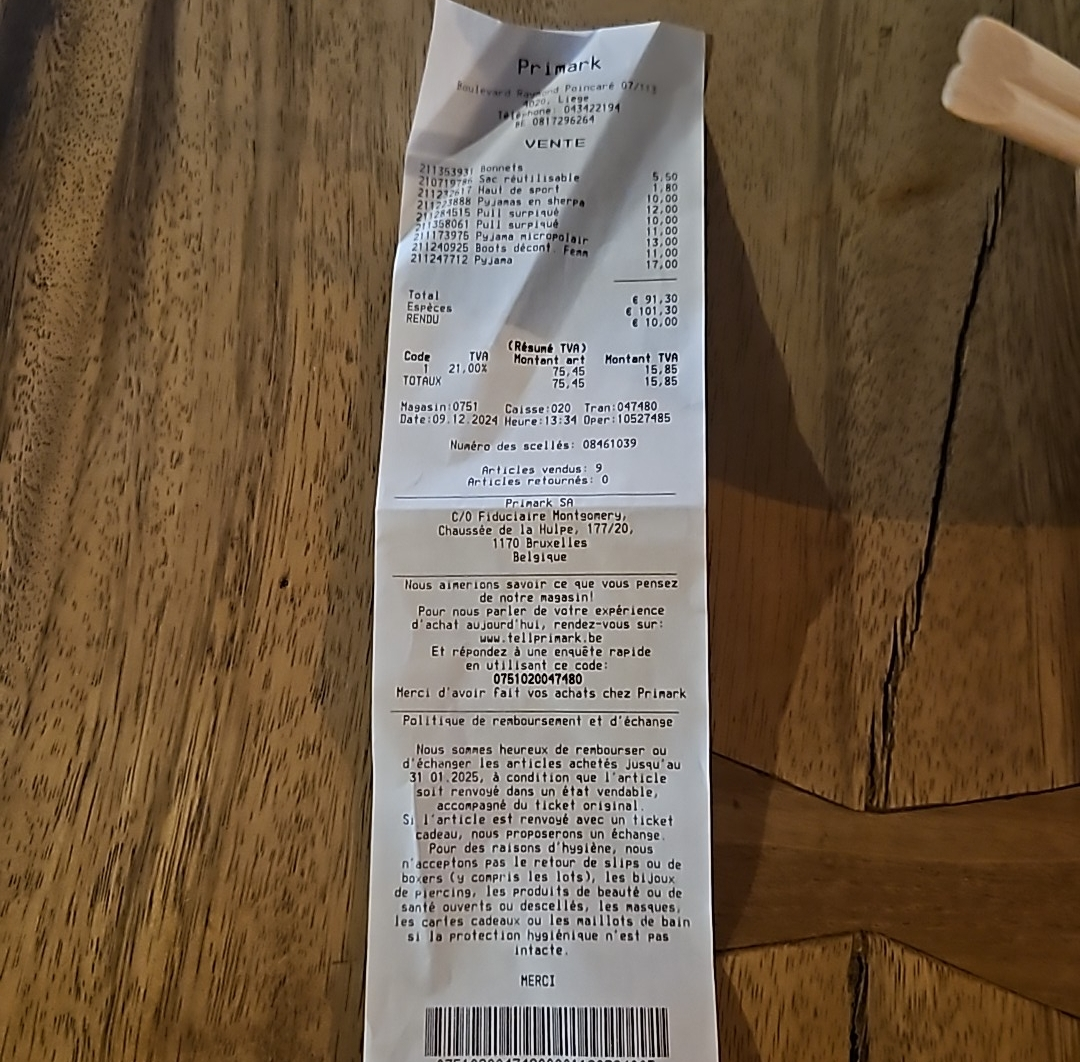 Primark
Boulevard Raymond Poincaré 07/113
4020, Liege
Téléphone: 043422194
BE 0817296264
VENTE
211353931 Bonnets 5,50
210719786 Sac réutilisable 1,80
211232617 Haut de sport 10,00
211223888 Pyjamas en sherpa 12,00
211284515 Pull surpiqué 10,00
211358061 Pull surpiqué 11,00
211173975 Pyjama micropolair 13,00
211240925 Boots décont. Femm 11,00
211247712 Pyjama 17,00
Total € 91,30
Espèces € 101,30
RENDU € 10,00
(Résumé TVA)
Code TVA Montant art Montant TVA
1 21,00% 75,45 15,85
TOTAUX 75,45 15,85
Magasin:0751 Caisse:020 Tran:047480
Date:09.12.2024 Heure:13:34 Oper:10527485
Numéro des scellés: 08461039
Articles vendus: 9
Articles retournés: 0
Primark SA
C/O Fiduciaire Montgomery,
Chaussée de la Hulpe, 177/20,
1170 Bruxelles
Belgique
Nous aimerions savoir ce que vous pensez
de notre magasin!
Pour nous parler de votre expérience
d'achat aujourd'hui, rendez-vous sur:
www.tellprimark.be
Et répondez à une enquête rapide
en utilisant ce code:
0751020047480
Merci d'avoir fait vos achats chez Primark
Politique de remboursement et d'échange
Nous sommes heureux de rembourser ou
d'échanger les articles achetés jusqu'au
31.01.2025, à condition que l'article
soit renvoyé dans un état vendable,
accompagné du ticket original.
Si l'article est renvoyé avec un ticket
cadeau, nous proposerons un échange.
Pour des raisons d'hygiène, nous
n'acceptons pas le retour de slips ou de
boxers (y compris les lots), les bijoux
de piercing, les produits de beauté ou de
santé ouverts ou descellés, les masques,
les cartes cadeaux ou les maillots de bain
si la protection hygiénique n'est pas
intacte.
MERCI